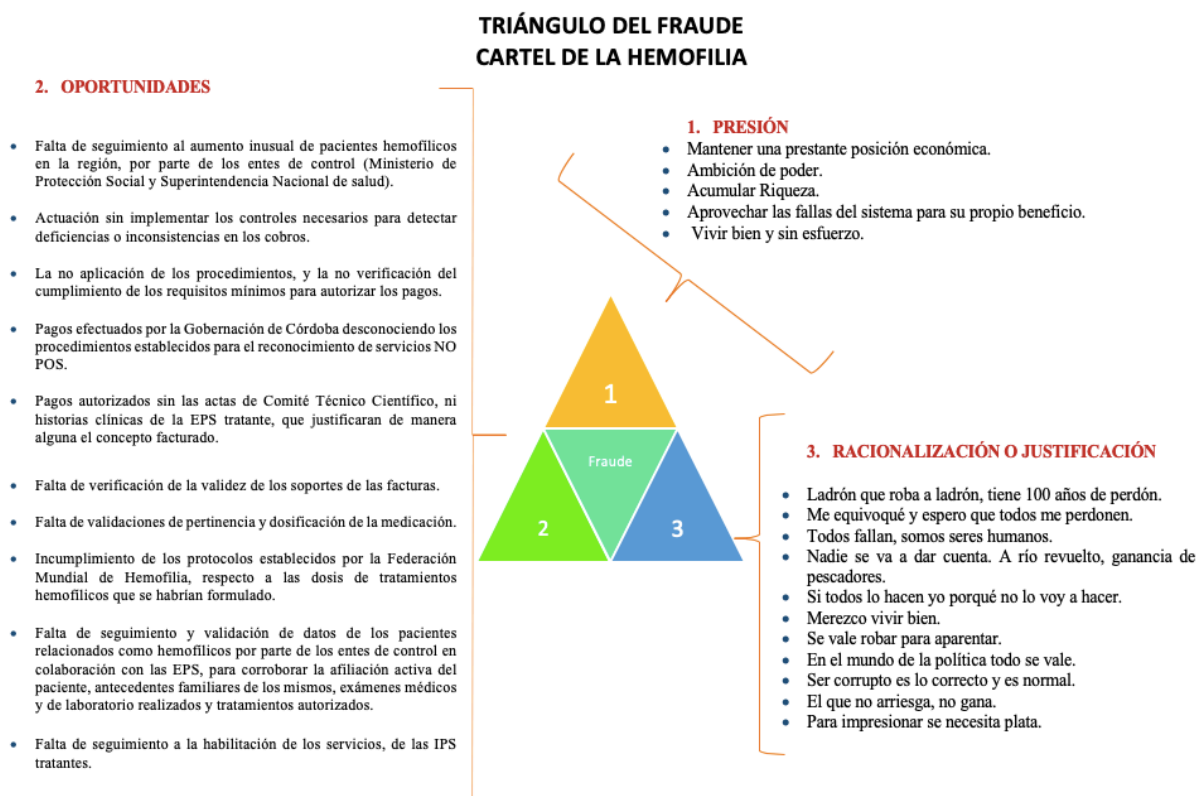 TRIÁNGULO DEL FRAUDE
CARTEL DE LA HEMOFILIA
2. OPORTUNIDADES
• Falta de seguimiento al aumento inusual de pacientes hemofílicos
en la región, por parte de los entes de control (Ministerio de
Protección Social y Superintendencia Nacional de salud).
• Actuación sin implementar los controles necesarios para detectar
deficiencias o inconsistencias en los cobros.
• La no aplicación de los procedimientos, y la no verificación del
cumplimiento de los requisitos mínimos para autorizar los pagos.
• Pagos efectuados por la Gobernación de Córdoba desconociendo los
procedimientos establecidos para el reconocimiento de servicios NO
POS.
• Pagos autorizados sin las actas de Comité Técnico Científico, ni
historias clínicas de la EPS tratante, que justificaran de manera
alguna el concepto facturado.
• Falta de verificación de la validez de los soportes de las facturas.
• Falta de validaciones de pertinencia y dosificación de la medicación.
• Incumplimiento de los protocolos establecidos por la Federación
Mundial de Hemofilia, respecto a las dosis de tratamientos
hemofílicos que se habrían formulado.
• Falta de seguimiento y validación de datos de los pacientes
relacionados como hemofílicos por parte de los entes de control en
colaboración con las EPS, para corroborar la afiliación activa del
paciente, antecedentes familiares de los mismos, exámenes médicos
y de laboratorio realizados y tratamientos autorizados.
• Falta de seguimiento a la habilitación de los servicios, de las IPS
tratantes.
1. PRESIÓN
• Mantener una prestante posición económica.
• Ambición de poder.
• Acumular Riqueza.
• Aprovechar las fallas del sistema para su propio beneficio.
• Vivir bien y sin esfuerzo.
1
Fraude
2
3
3. RACIONALIZACIÓN O JUSTIFICACIÓN
• Ladrón que roba a ladrón, tiene 100 años de perdón.
• Me equivoqué y espero que todos me perdonen.
• Todos fallan, somos seres humanos.
• Nadie se va a dar cuenta. A río revuelto, ganancia de
pescadores.
• Si todos lo hacen yo porqué no lo voy a hacer.
• Merezco vivir bien.
• Se vale robar para aparentar.
• En el mundo de la política todo se vale.
• Ser corrupto es lo correcto y es normal.
• El que no arriesga, no gana.
• Para impresionar se necesita plata.